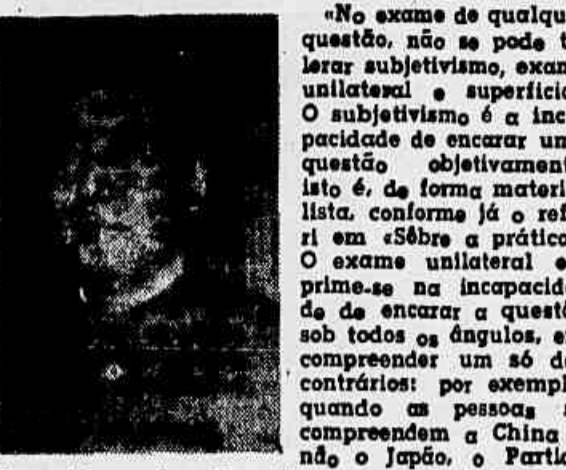 «No exame de qualqu
questão, não se pode t
lerar subjetivismo, exam
unilateral e superficia
O subjetivismo é a inc
pacidade de encarar um
questão objetivament
isto é, de forma materi
lista, conforme já o ref
ri em «Sôbre a prática
O exame unilateral e
prime-se na incapacid
de de encarar a questã
sob todos os ângulos, e
compreender um só d
contrários: por exempl
quando as pessoas s
compreendem a China
não o Japão, o Partid